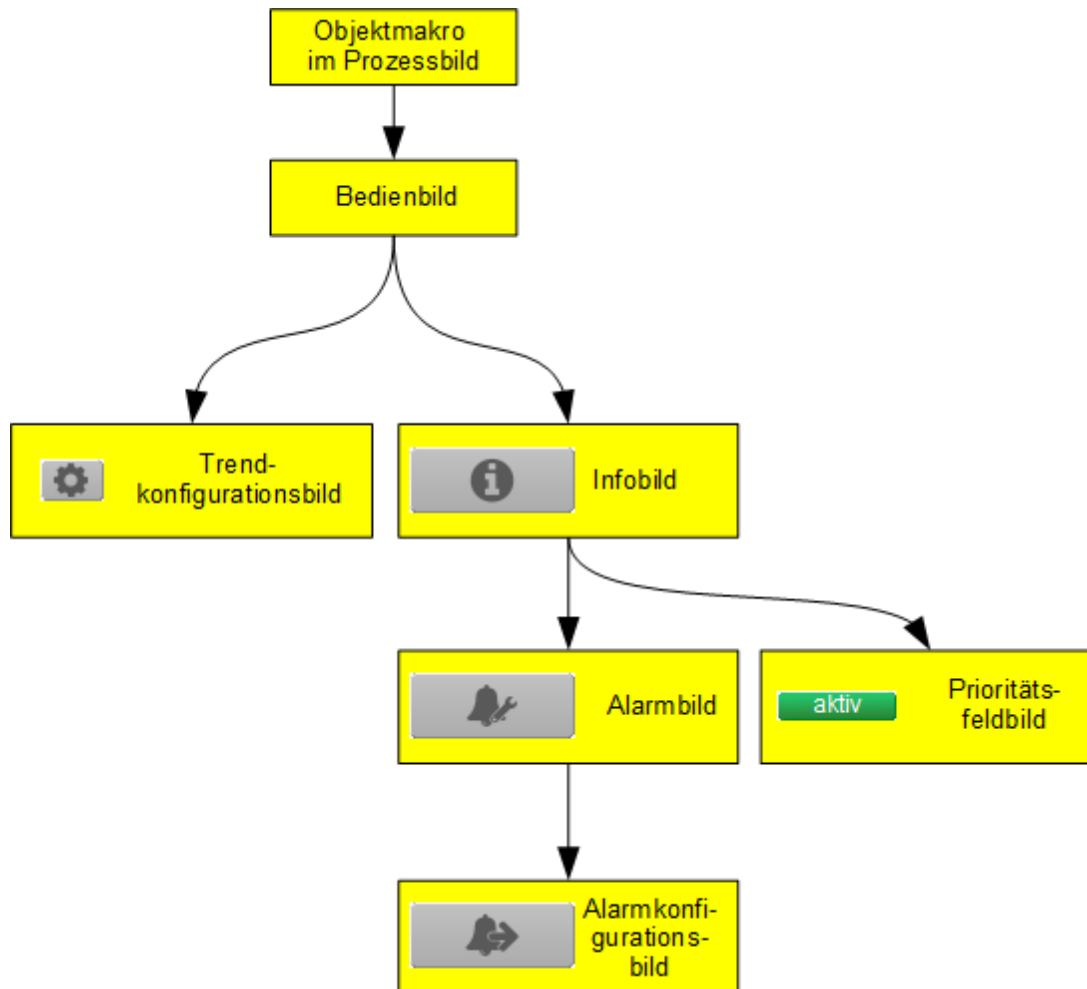 Objektmakro
im Prozessbild
Bedienbild
Trend-
konfigurationsbild
Infobild
Alarmbild
aktiv
Prioritäts-
feldbild
Alarmkonfi-
gurations-
bild